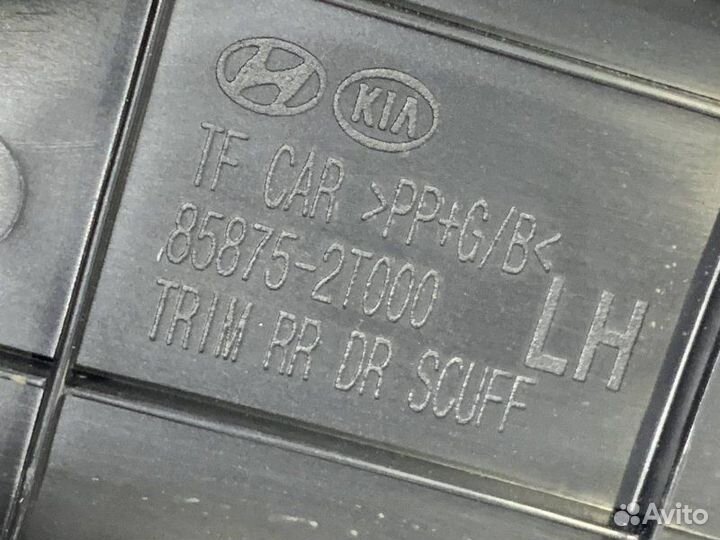 KIA
TF CAR >PP+G/B<
85875-2T000
TRIM RR DR SCUFF
LH
Avito